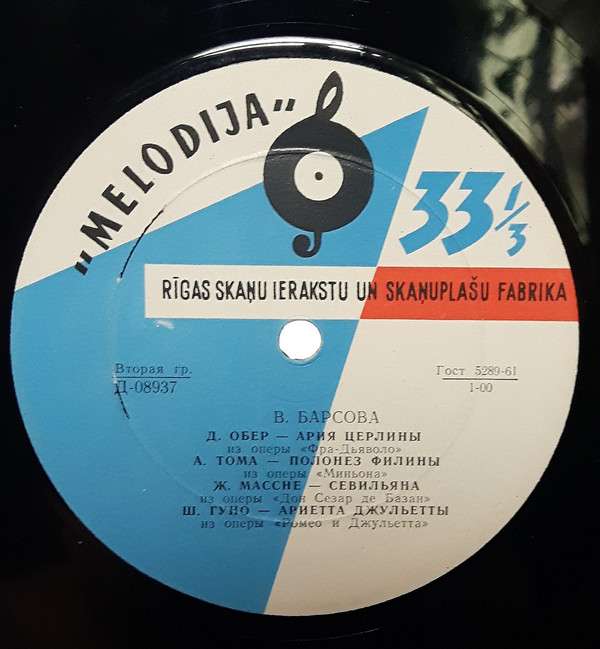 „MELODIJA"
33 1/3
RĪGAS SKAŅU IERAKSTU UN SKAŅUPLAŠU FABRIKA
Вторая гр.
Д-08937
Гост 5289-61
1-00
В. БАРСОВА
Д. ОБЕР — АРИЯ ЦЕРЛИНЫ
из оперы «Фра-Дьяволо»
А. ТОМА — ПОЛОНЕЗ ФИЛИНЫ
из оперы «Миньона»
Ж. МАССНЕ — СЕВИЛЬЯНА
из оперы «Дон Сезар де Базан»
Ш. ГУНО — АРИЕТТА ДЖУЛЬЕТТЫ
из оперы «Ромео и Джульетта»